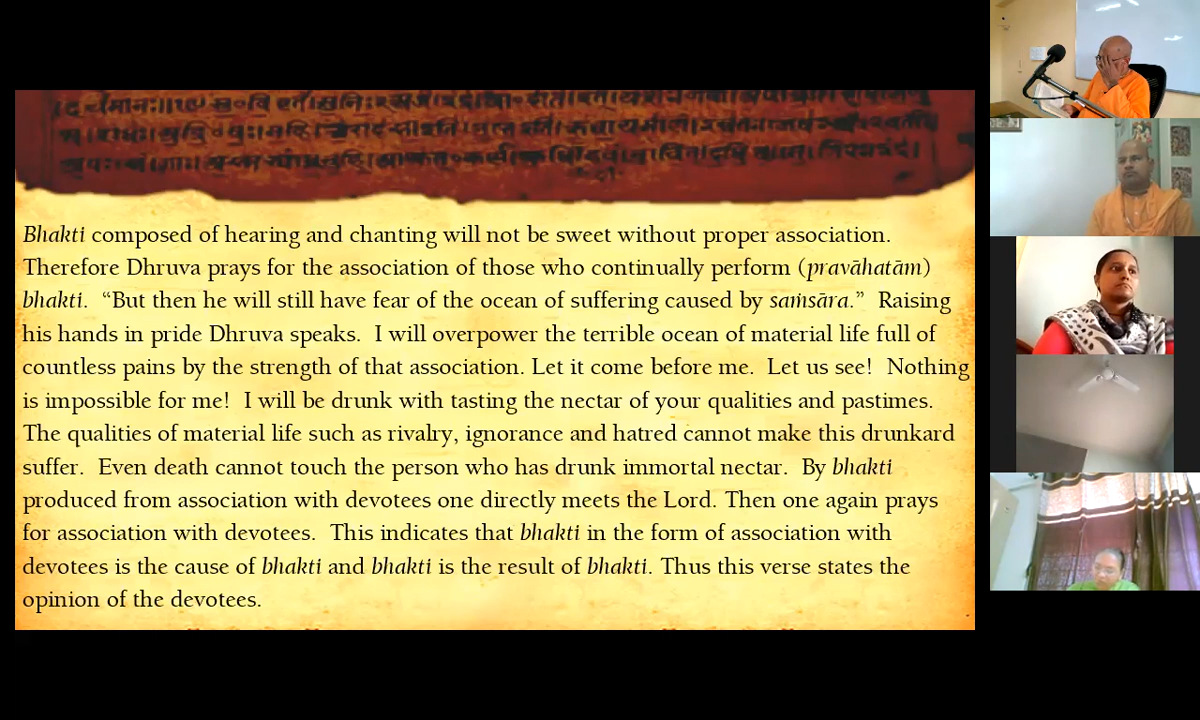 Bhakti composed of hearing and chanting will not be sweet without proper association.
Therefore Dhruva prays for the association of those who continually perform (pravāhatām)
bhakti. “But then he will still have fear of the ocean of suffering caused by saṁsāra.” Raising
his hands in pride Dhruva speaks. I will overpower the terrible ocean of material life full of
countless pains by the strength of that association. Let it come before me. Let us see! Nothing
is impossible for me! I will be drunk with tasting the nectar of your qualities and pastimes.
The qualities of material life such as rivalry, ignorance and hatred cannot make this drunkard
suffer. Even death cannot touch the person who has drunk immortal nectar. By bhakti
produced from association with devotees one directly meets the Lord. Then one again prays
for association with devotees. This indicates that bhakti in the form of association with
devotees is the cause of bhakti and bhakti is the result of bhakti. Thus this verse states the
opinion of the devotees.